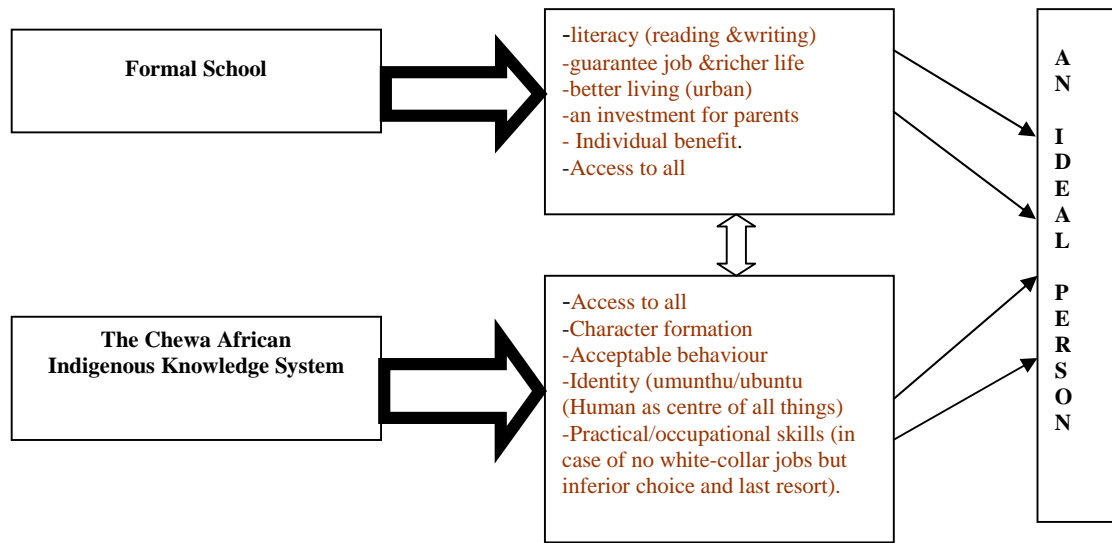 Formal School
-literacy (reading &writing)
-guarantee job &richer life
-better living (urban)
-an investment for parents
- Individual benefit.
-Access to all
The Chewa African
Indigenous Knowledge System
-Access to all
-Character formation
-Acceptable behaviour
-Identity (umunthu/ubuntu
(Human as centre of all things)
-Practical/occupational skills (in
case of no white-collar jobs but
inferior choice and last resort).
AN IDEAL PERSON